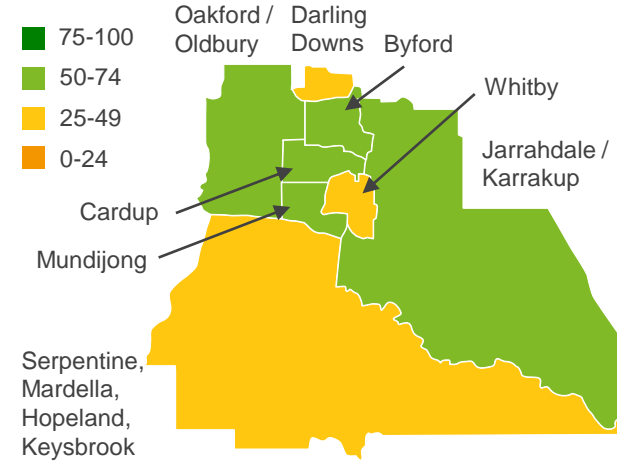 75-100
50-74
25-49
0-24
Oakford /
Oldbury
Darling
Downs
Byford
Whitby
Jarrahdale /
Karrakup
Cardup
Mundijong
Serpentine,
Mardella,
Hopeland,
Keysbrook